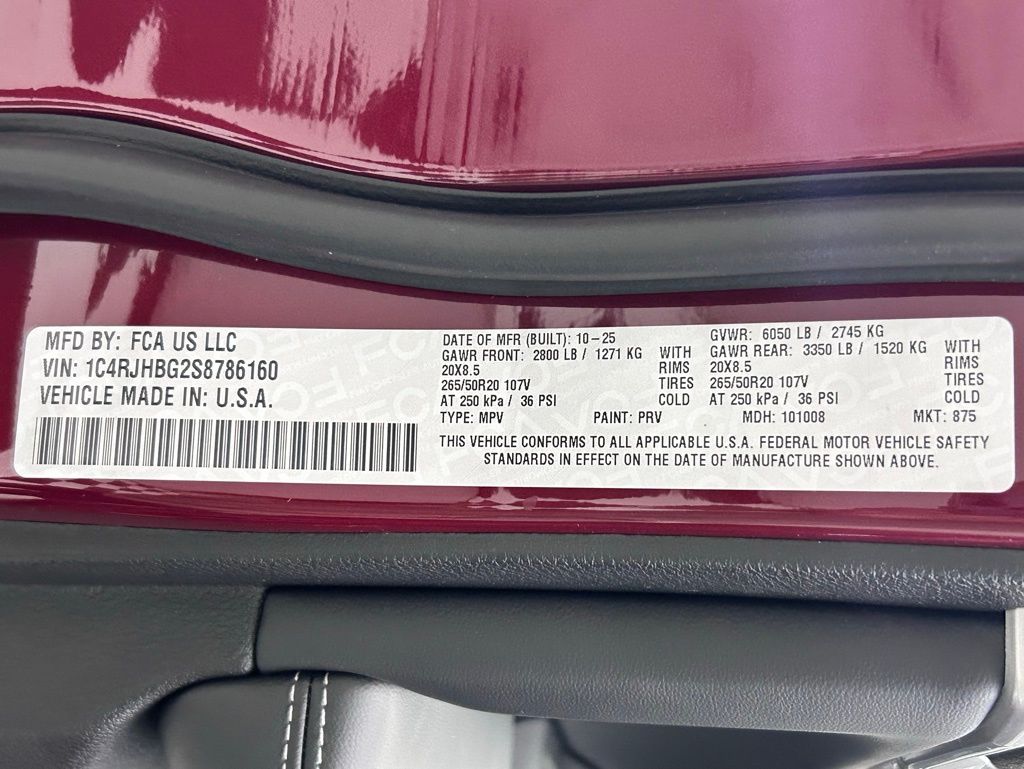 MFD BY: FCA US LLC
VIN: 1C4RJHBG2S8786160
VEHICLE MADE IN: U.S.A.
DATE OF MFR (BUILT): 10-25
GAWR FRONT: 2800 LB / 1271 KG WITH
20X8.5 RIMS
265/50R20 107V TIRES
AT 250 kPa / 36 PSI COLD
GVWR: 6050 LB / 2745 KG
GAWR REAR: 3350 LB / 1520 KG WITH
20X8.5 RIMS
265/50R20 107V TIRES
AT 250 kPa / 36 PSI COLD
TYPE: MPV PAINT: PRV MDH: 101008 MKT: 875
THIS VEHICLE CONFORMS TO ALL APPLICABLE U.S.A. FEDERAL MOTOR VEHICLE SAFETY
STANDARDS IN EFFECT ON THE DATE OF MANUFACTURE SHOWN ABOVE.